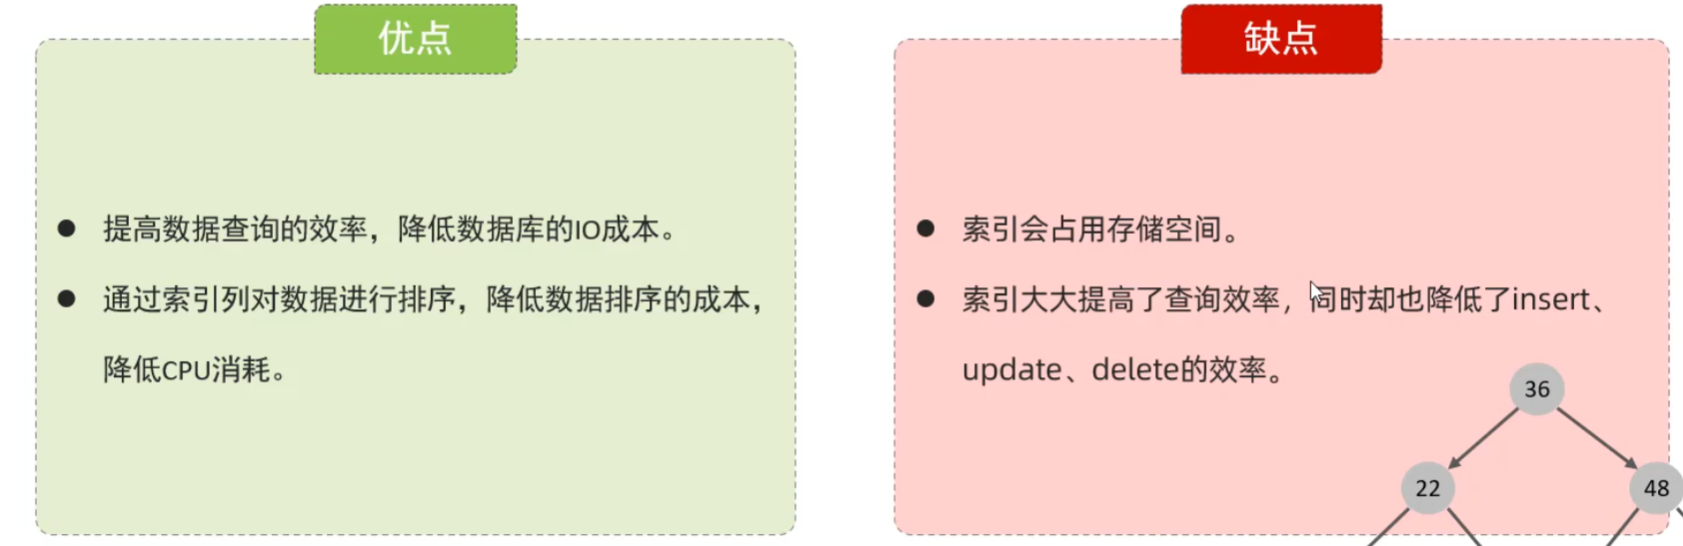 优点
提高数据查询的效率，降低数据库的IO成本。
通过索引列对数据进行排序，降低数据排序的成本，
降低CPU消耗。
缺点
索引会占用存储空间。
索引大大提高了查询效率，同时却也降低了insert、
update、delete的效率。
36
22
48